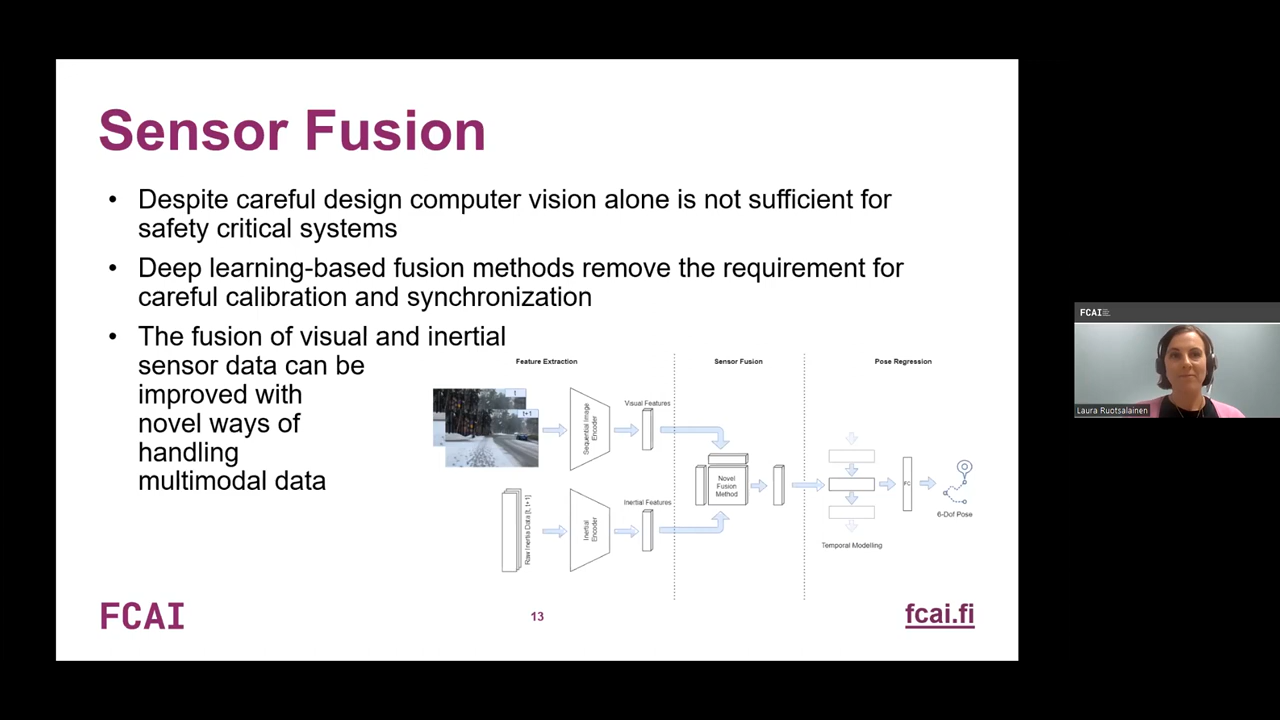 Sensor Fusion
• Despite careful design computer vision alone is not sufficient for
safety critical systems
• Deep learning-based fusion methods remove the requirement for
careful calibration and synchronization
• The fusion of visual and inertial
sensor data can be
improved with
novel ways of
handling
multimodal data
Feature Extraction
Sensor Fusion
Pose Regression
t
t+1
Sequential Image
Encoder
Visual Features
Raw Inertia Data [t, t+1]
Inertial
Encoder
Inertial Features
Novel
Fusion
Method
FC
6-Dof Pose
Temporal Modelling
FCAI
13
fcai.fi
FCAI
Laura Ruotsalainen